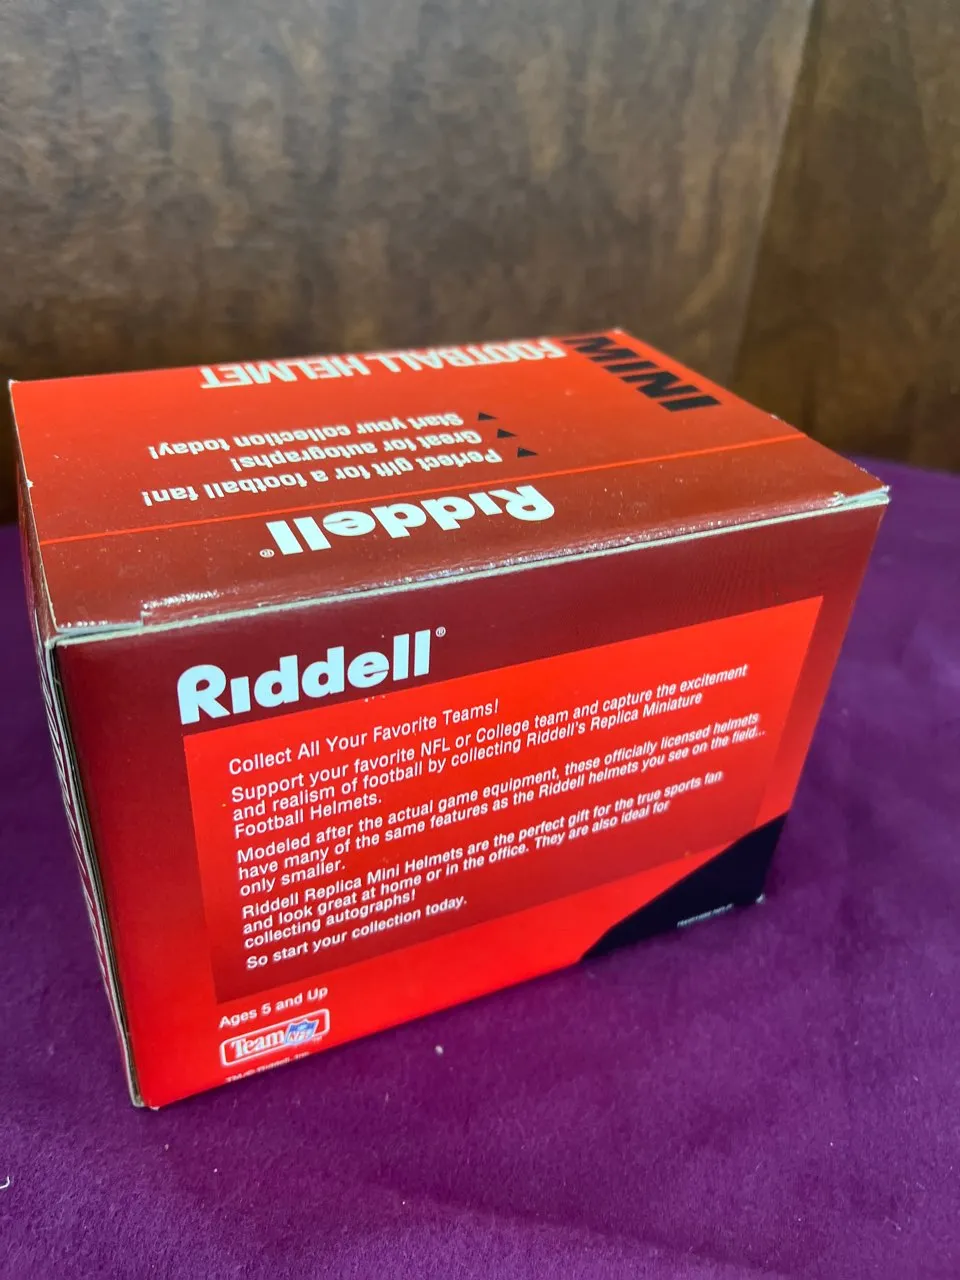 MINI
FOOTBALL HELMET
Perfect gift for a football fan!
Great for autographs!
Start your collection today!
Riddell®
Riddell®
Collect All Your Favorite Teams!
Support your favorite NFL or College team and capture the excitement
and realism of football by collecting Riddell's Replica Miniature
Football Helmets.
Modeled after the actual game equipment, these officially licensed helmets
have many of the same features as the Riddell helmets you see on the field...
only smaller.
Riddell Replica Mini Helmets are the perfect gift for the true sports fan
and look great at home or in the office. They are also ideal for
collecting autographs!
So start your collection today.
Ages 5 and Up
Team NFL™
TM/© Riddell, Inc.